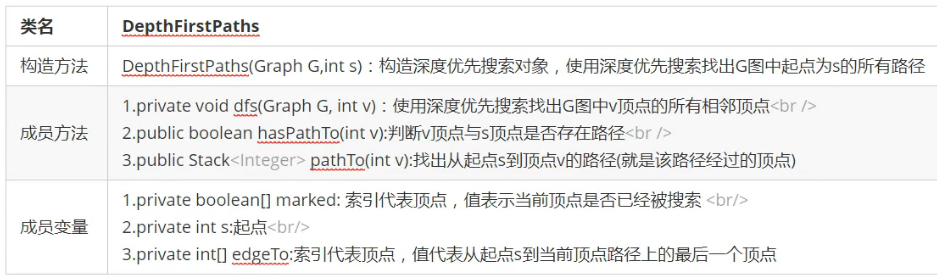 类名 DepthFirstPaths
构造方法 DepthFirstPaths(Graph G,int s)：构造深度优先搜索对象，使用深度优先搜索找出G图中起点为s的所有路径
成员方法
1.private void dfs(Graph G, int v)：使用深度优先搜索找出G图中v顶点的所有相邻顶点<br />
2.public boolean hasPathTo(int v):判断v顶点与s顶点是否存在路径<br />
3.public Stack<Integer> pathTo(int v):找出从起点s到顶点v的路径(就是该路径经过的顶点)
成员变量
1.private boolean[] marked: 索引代表顶点，值表示当前顶点是否已经被搜索 <br/>
2.private int s:起点<br/>
3.private int[] edgeTo:索引代表顶点，值代表从起点s到当前顶点路径上的最后一个顶点